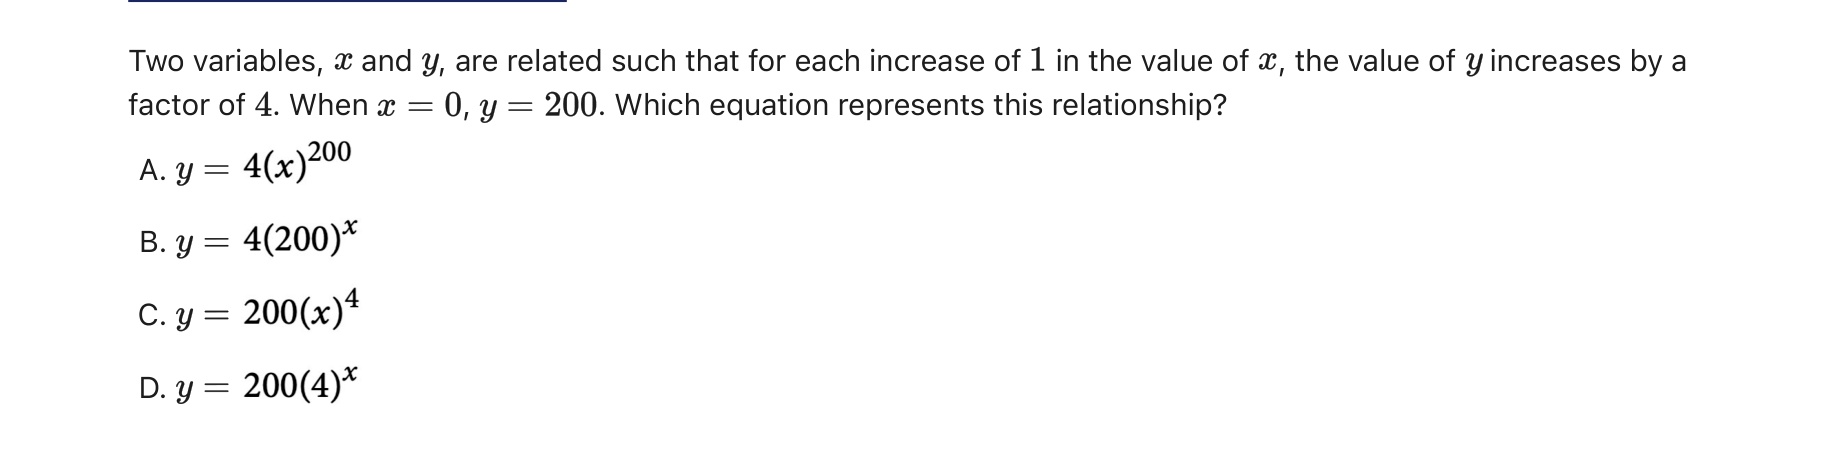 Two variables, x and y, are related such that for each increase of 1 in the value of x, the value of y increases by a
factor of 4. When x = 0, y = 200. Which equation represents this relationship?
A. y = 4(x)²⁰⁰
B. y = 4(200)ˣ
C. y = 200(x)⁴
D. y = 200(4)ˣ